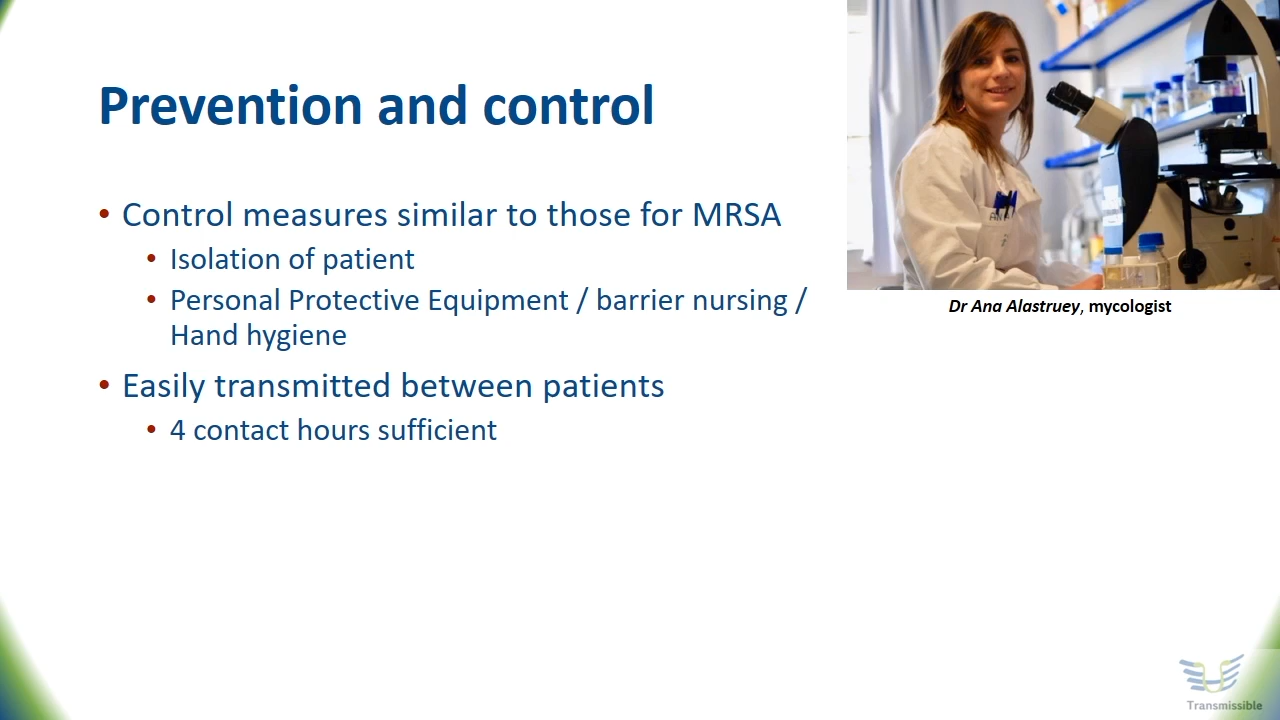 Prevention and control
• Control measures similar to those for MRSA
• Isolation of patient
• Personal Protective Equipment / barrier nursing /
Hand hygiene
• Easily transmitted between patients
• 4 contact hours sufficient
Dr Ana Alastruey, mycologist
Transmissible